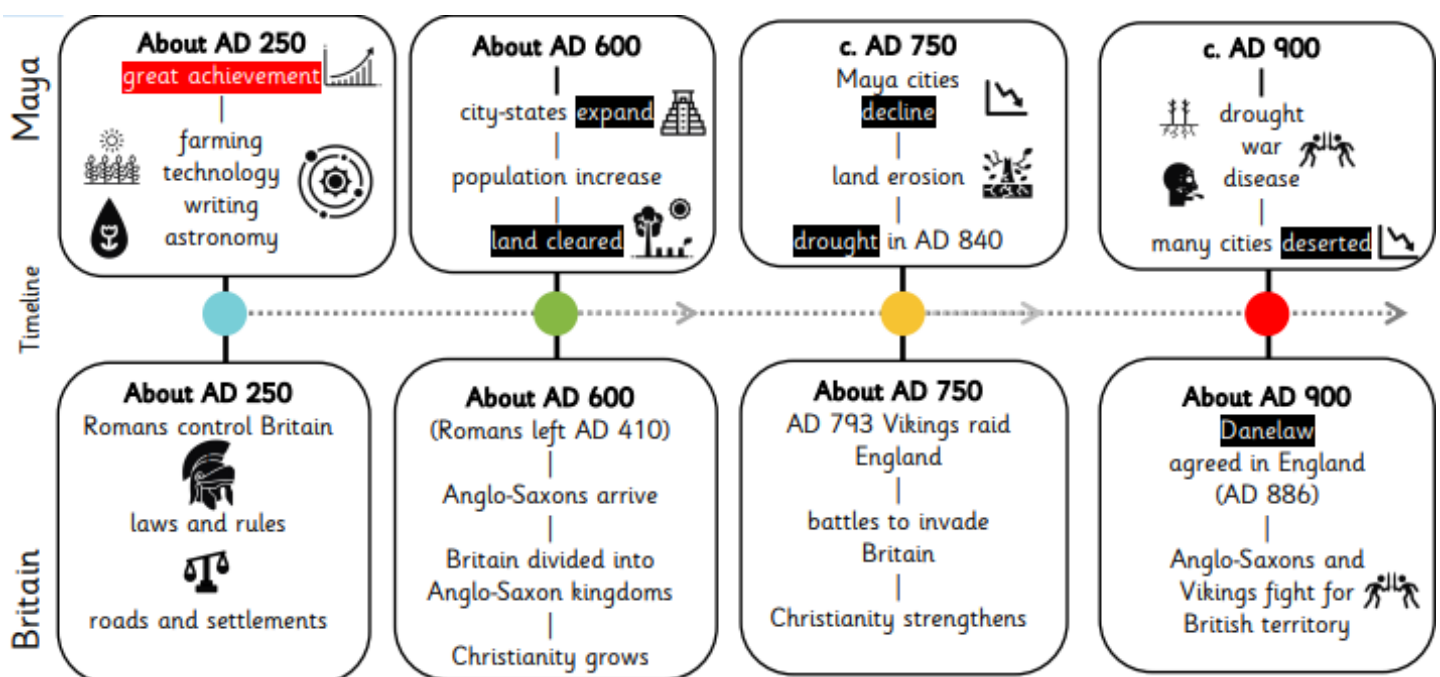 Maya
About AD 250
great achievement
farming
technology
writing
astronomy
About AD 600
city-states expand
population increase
land cleared
c. AD 750
Maya cities
decline
land erosion
drought in AD 840
c. AD 900
drought
war
disease
many cities deserted
Timeline
Britain
About AD 250
Romans control Britain
laws and rules
roads and settlements
About AD 600
(Romans left AD 410)
Anglo-Saxons arrive
Britain divided into
Anglo-Saxon kingdoms
Christianity grows
About AD 750
AD 793 Vikings raid
England
battles to invade
Britain
Christianity strengthens
About AD 900
Danelaw
agreed in England
(AD 886)
Anglo-Saxons and
Vikings fight for
British territory